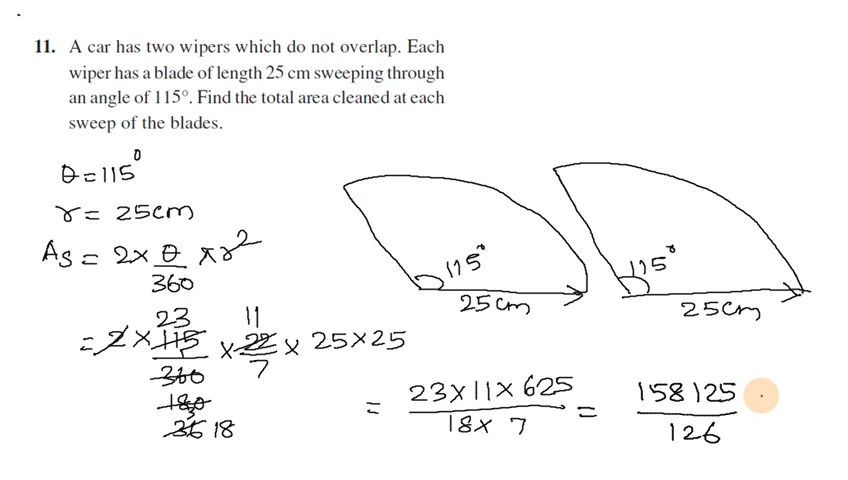 11. A car has two wipers which do not overlap. Each
wiper has a blade of length 25 cm sweeping through
an angle of 115°. Find the total area cleaned at each
sweep of the blades.
θ = 115°
r = 25cm
As = 2 × θ/360 πr²
= 2 × 115/360 × 22/7 × 25 × 25
23
11
180
3
36 18
115°
25cm
115°
25cm
= 23 × 11 × 625 / 18 × 7 = 158125 / 126